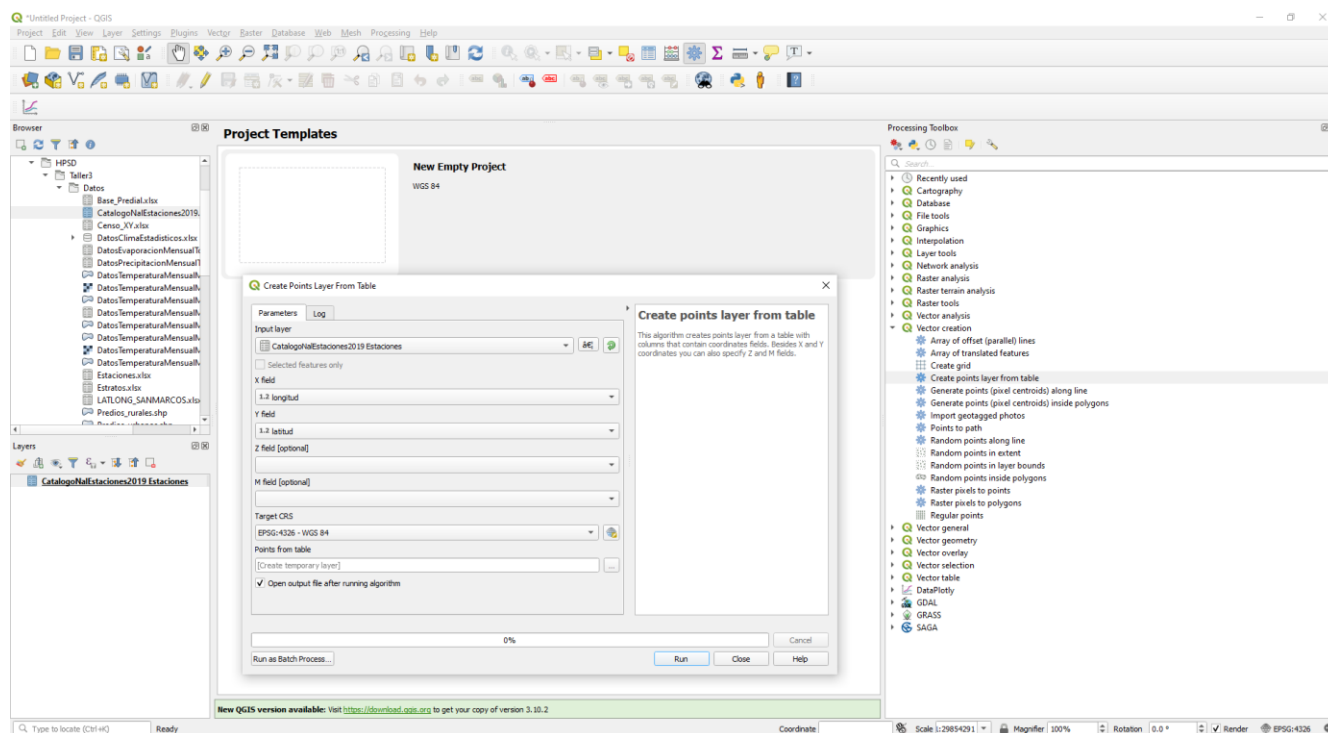 *Untitled Project - QGIS
Project Edit View Layer Settings Plugins Vector Raster Database Web Mesh Processing Help
Browser
HPSD
Taller3
Datos
Base_Predial.xlsx
CatalogoNalEstaciones2019.
Censo_XY.xlsx
DatosClimaEstadisticos.xlsx
DatosEvaporacionMensualTe
DatosPrecipitacionMensualT
DatosTemperaturaMensualM
DatosTemperaturaMensualM
DatosTemperaturaMensualM
DatosTemperaturaMensualM
DatosTemperaturaMensualM
DatosTemperaturaMensualM
DatosTemperaturaMensualM
DatosTemperaturaMensualM
Estaciones.xlsx
Estratos.xlsx
LATLONG_SANMARCOS.xlsx
Predios_rurales.shp
Layers
CatalogoNalEstaciones2019 Estaciones
Project Templates
New Empty Project
WGS 84
Create Points Layer From Table
Parameters Log
Input layer
CatalogoNalEstaciones2019 Estaciones
Selected features only
X field
1.2 longitud
Y field
1.2 latitud
Z field [optional]
M field [optional]
Target CRS
EPSG:4326 - WGS 84
Points from table
[Create temporary layer]
...
Open output file after running algorithm
Create points layer from table
This algorithm creates points layer from a table with
columns that contain coordinates fields. Besides X and Y
coordinates you can also specify Z and M fields.
0%
Cancel
Run as Batch Process...
Run Close Help
New QGIS version available: Visit https://download.qgis.org to get your copy of version 3.10.2
Processing Toolbox
Search...
Recently used
Cartography
Database
File tools
Graphics
Interpolation
Layer tools
Network analysis
Raster analysis
Raster terrain analysis
Raster tools
Vector analysis
Vector creation
Array of offset (parallel) lines
Array of translated features
Create grid
Create points layer from table
Generate points (pixel centroids) along line
Generate points (pixel centroids) inside polygons
Import geotagged photos
Points to path
Random points along line
Random points in extent
Random points in layer bounds
Random points inside polygons
Raster pixels to points
Raster pixels to polygons
Regular points
Vector general
Vector geometry
Vector overlay
Vector selection
Vector table
DataPlotly
GDAL
GRASS
SAGA
Type to locate (Ctrl+K) Ready Coordinate Scale 1:29854291 Magnifier 100% Rotation 0.0 ° Render EPSG:4326